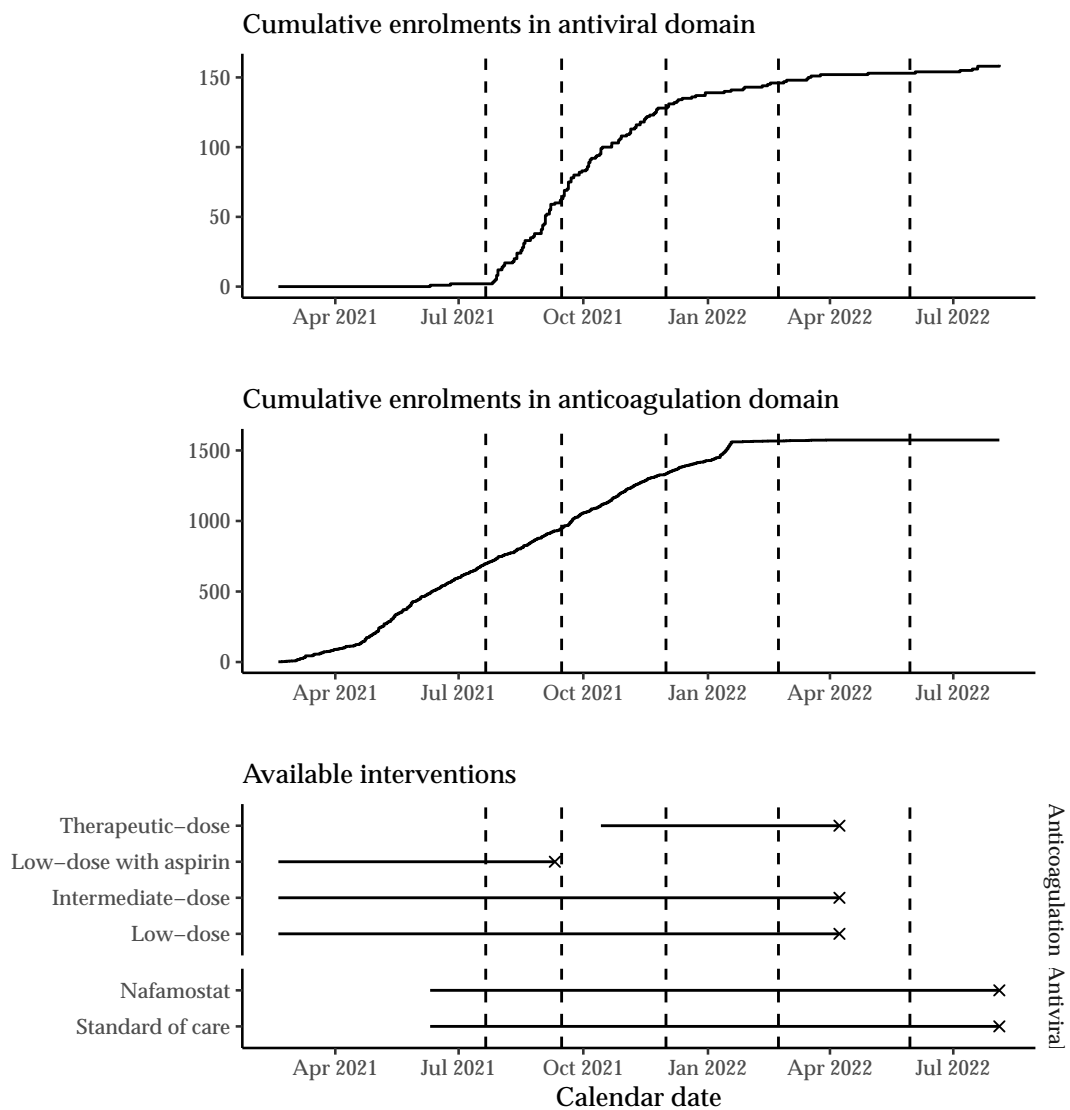 Cumulative enrolments in antiviral domain
150
100
50
0
Apr 2021 Jul 2021 Oct 2021 Jan 2022 Apr 2022 Jul 2022
Cumulative enrolments in anticoagulation domain
1500
1000
500
0
Apr 2021 Jul 2021 Oct 2021 Jan 2022 Apr 2022 Jul 2022
Available interventions
Therapeutic−dose
Low−dose with aspirin
Intermediate−dose
Low−dose
Anticoagulation
Nafamostat
Standard of care
Antiviral
Apr 2021 Jul 2021 Oct 2021 Jan 2022 Apr 2022 Jul 2022
Calendar date